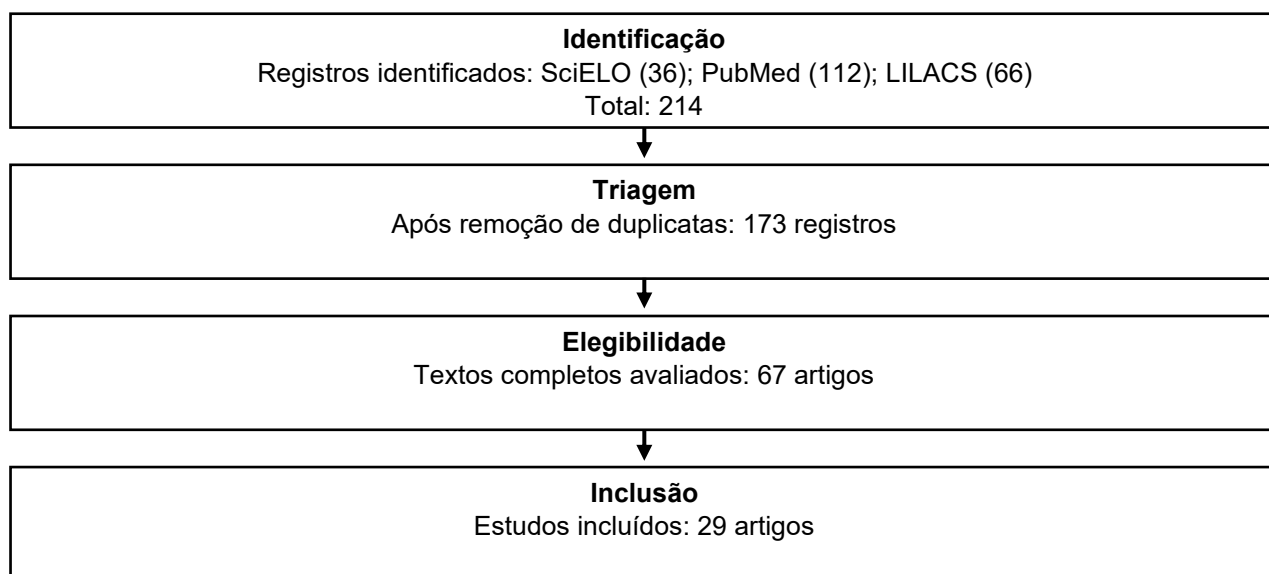 Identificação
Registros identificados: SciELO (36); PubMed (112); LILACS (66)
Total: 214
Triagem
Após remoção de duplicatas: 173 registros
Elegibilidade
Textos completos avaliados: 67 artigos
Inclusão
Estudos incluídos: 29 artigos